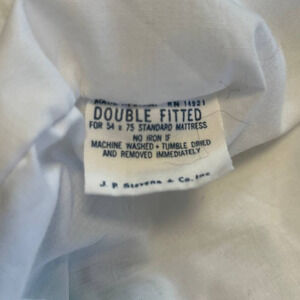 RN 14921
DOUBLE FITTED
FOR 54 x 75 STANDARD MATTRESS
NO IRON IF
MACHINE WASHED + TUMBLE DRIED
AND REMOVED IMMEDIATELY
J. P. Stevens & Co., Inc.